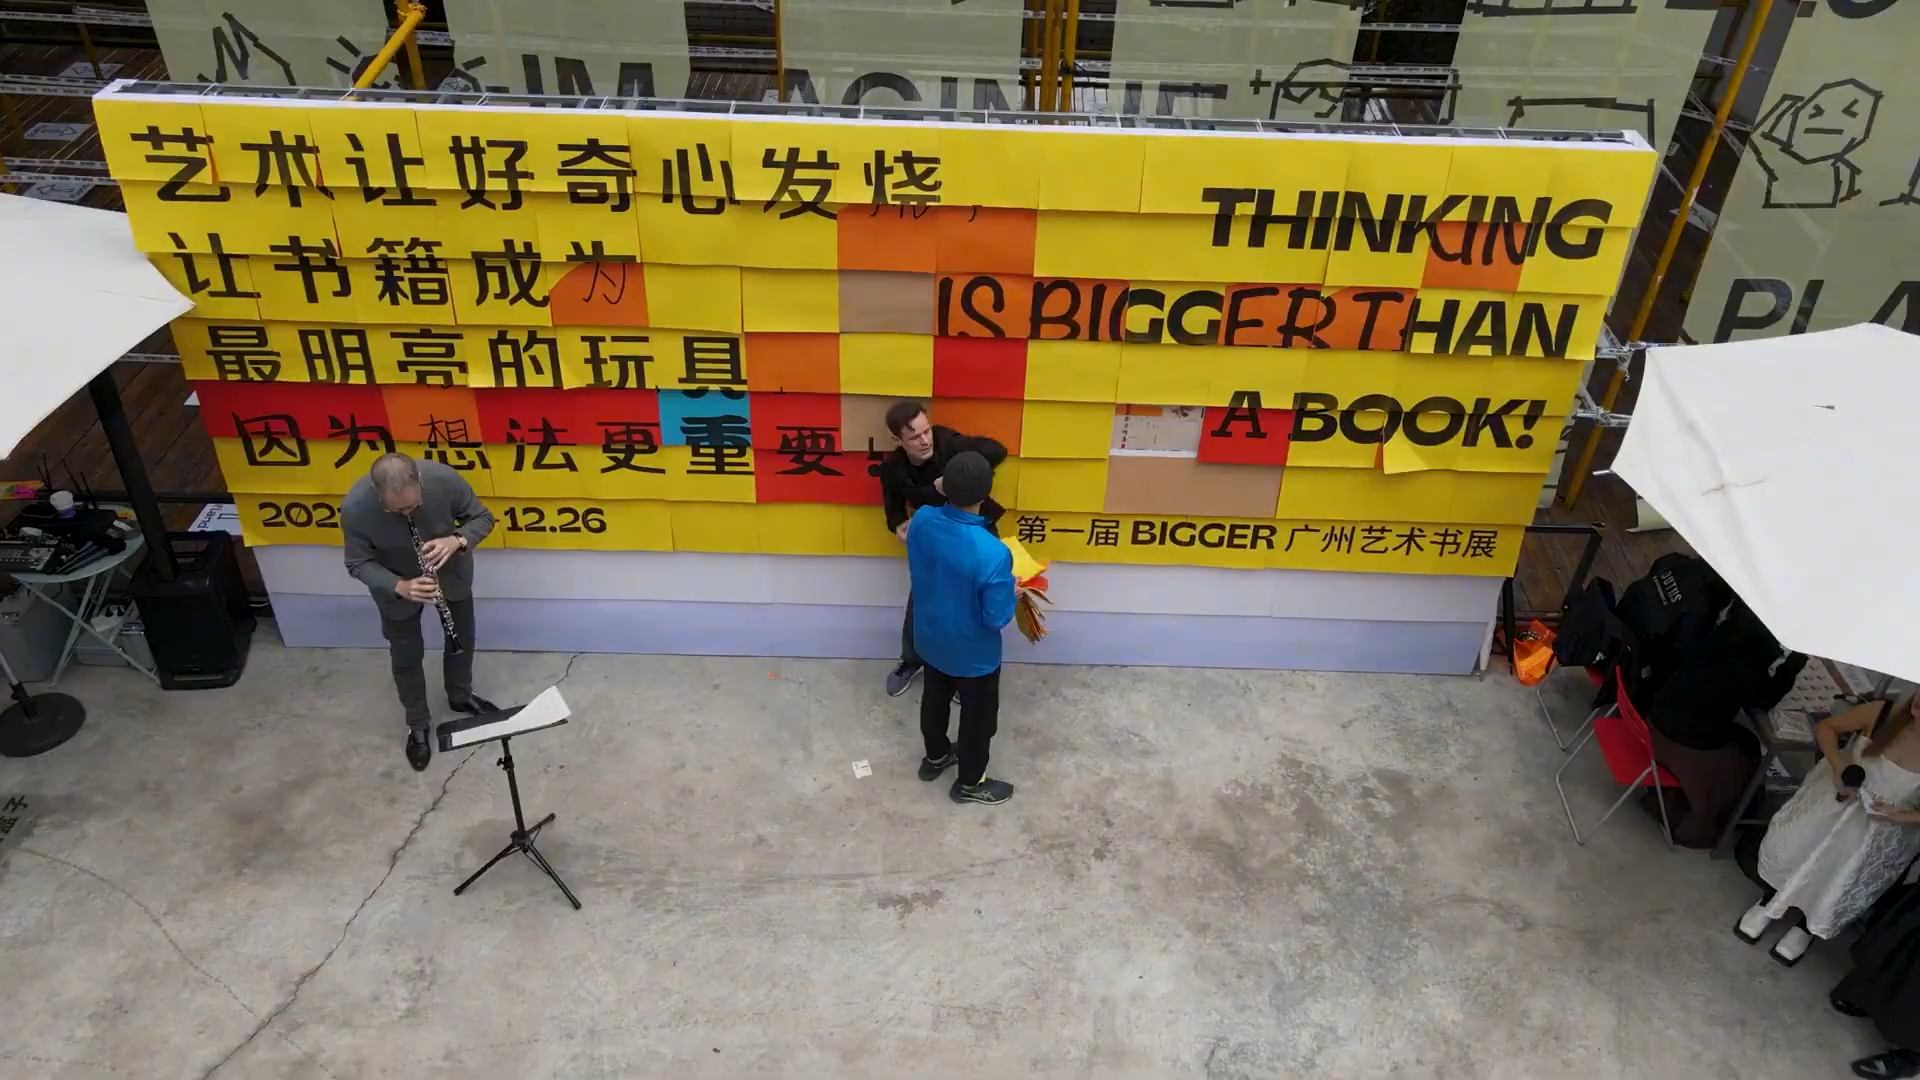 IMAGINE
艺术让好奇心发烧
让书籍成为
最明亮的玩具
因为想法更重要!
THINKING
IS BIGGER THAN
A BOOK!
-12.26
第一届 BIGGER 广州艺术书展
PLA